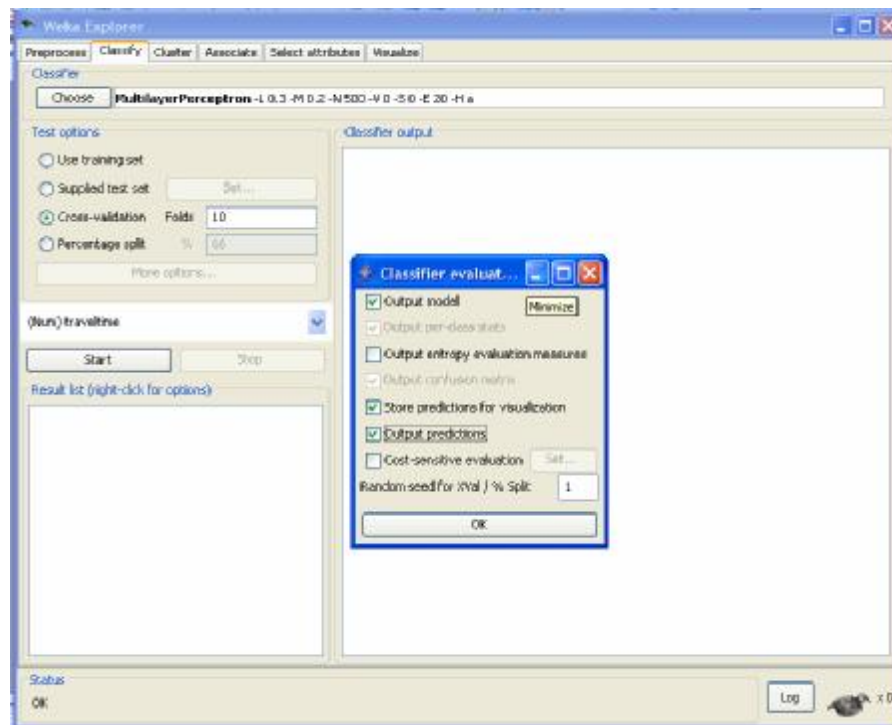 Weka Explorer
Preprocess Classify Cluster Associate Select attributes Visualize
Classifier
Choose MultilayerPerceptron -L 0.3 -M 0.2 -N 500 -V 0 -S 0 -E 20 -H a
Test options
Use training set
Supplied test set Set...
Cross-validation Folds 10
Percentage split % 66
More options...
(Num) traveltime
Start Stop
Result list (right-click for options)
Classifier output
Classifier evaluat...
Output model
Minimize
Output per-class stats
Output entropy evaluation measures
Output confusion matrix
Store predictions for visualization
Output predictions
Cost-sensitive evaluation Set...
Random seed for XVal / % Split 1
OK
Status
OK
Log
x 0